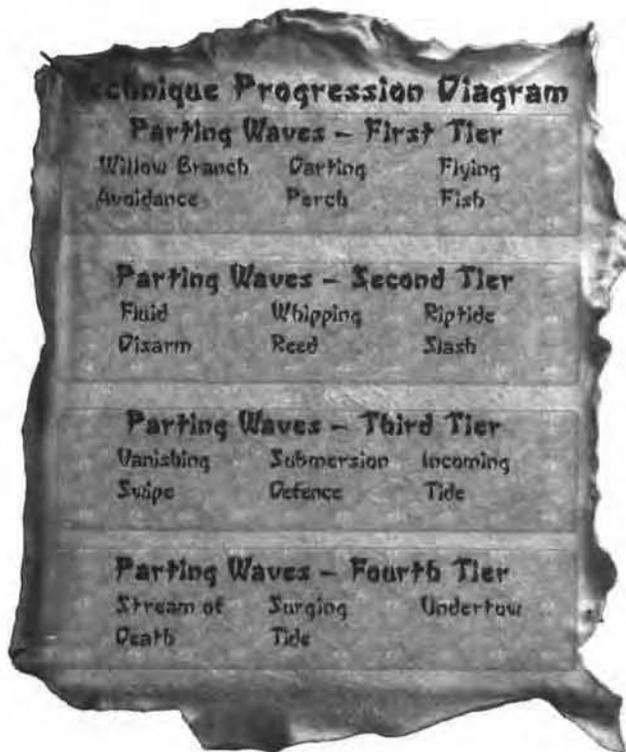 Technique Progression Diagram
Parting Waves – First Tier
Willow Branch Darting Flying
Avoidance Perch Fish
Parting Waves – Second Tier
Fluid Whipping Riptide
Disarm Reed Slash
Parting Waves – Third Tier
Vanishing Submersion Incoming
Swipe Defence Tide
Parting Waves – Fourth Tier
Stream of Surging Undertow
Death Tide